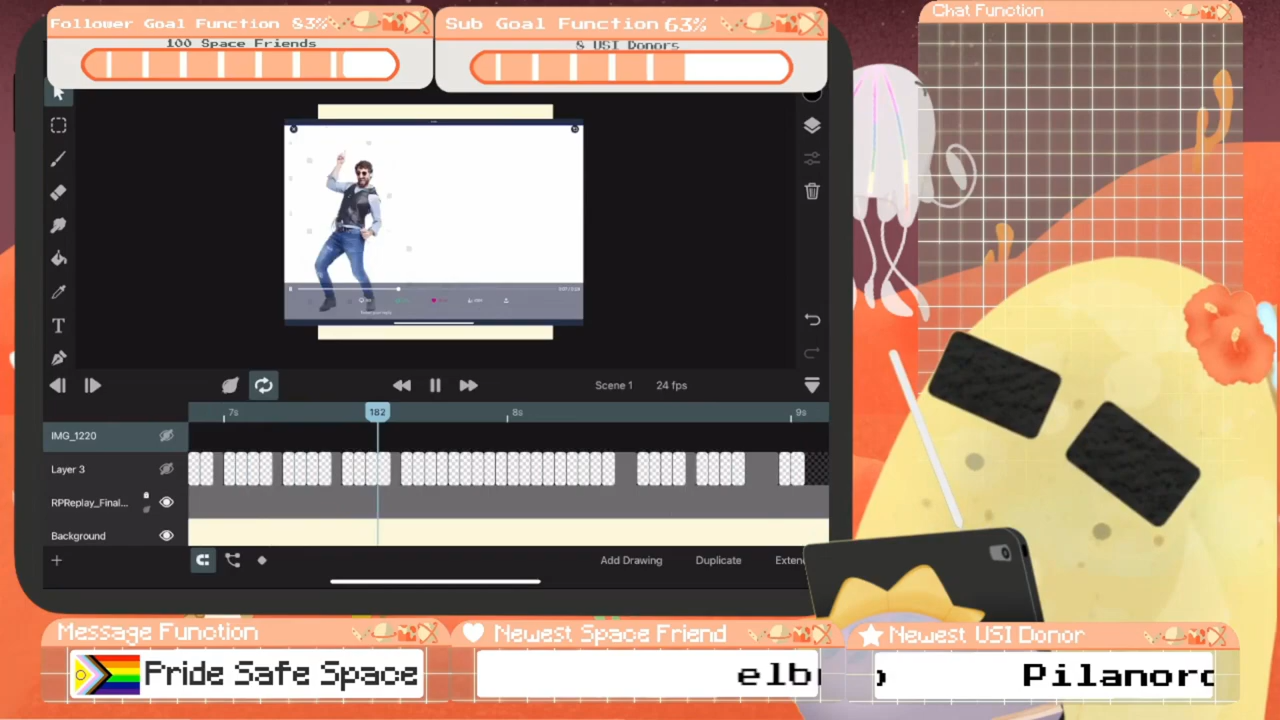 Follower Goal Function 83%
100 Space Friends
Sub Goal Function 63%
8 USI Donors
Chat Function
Scene 1
24 fps
7s
182
8s
9s
IMG_1220
Layer 3
RPReplay_Final...
Background
Add Drawing
Duplicate
Exten
Message Function
Pride Safe Space
Newest Space Friend
elb
Newest USI Donor
Pilanord